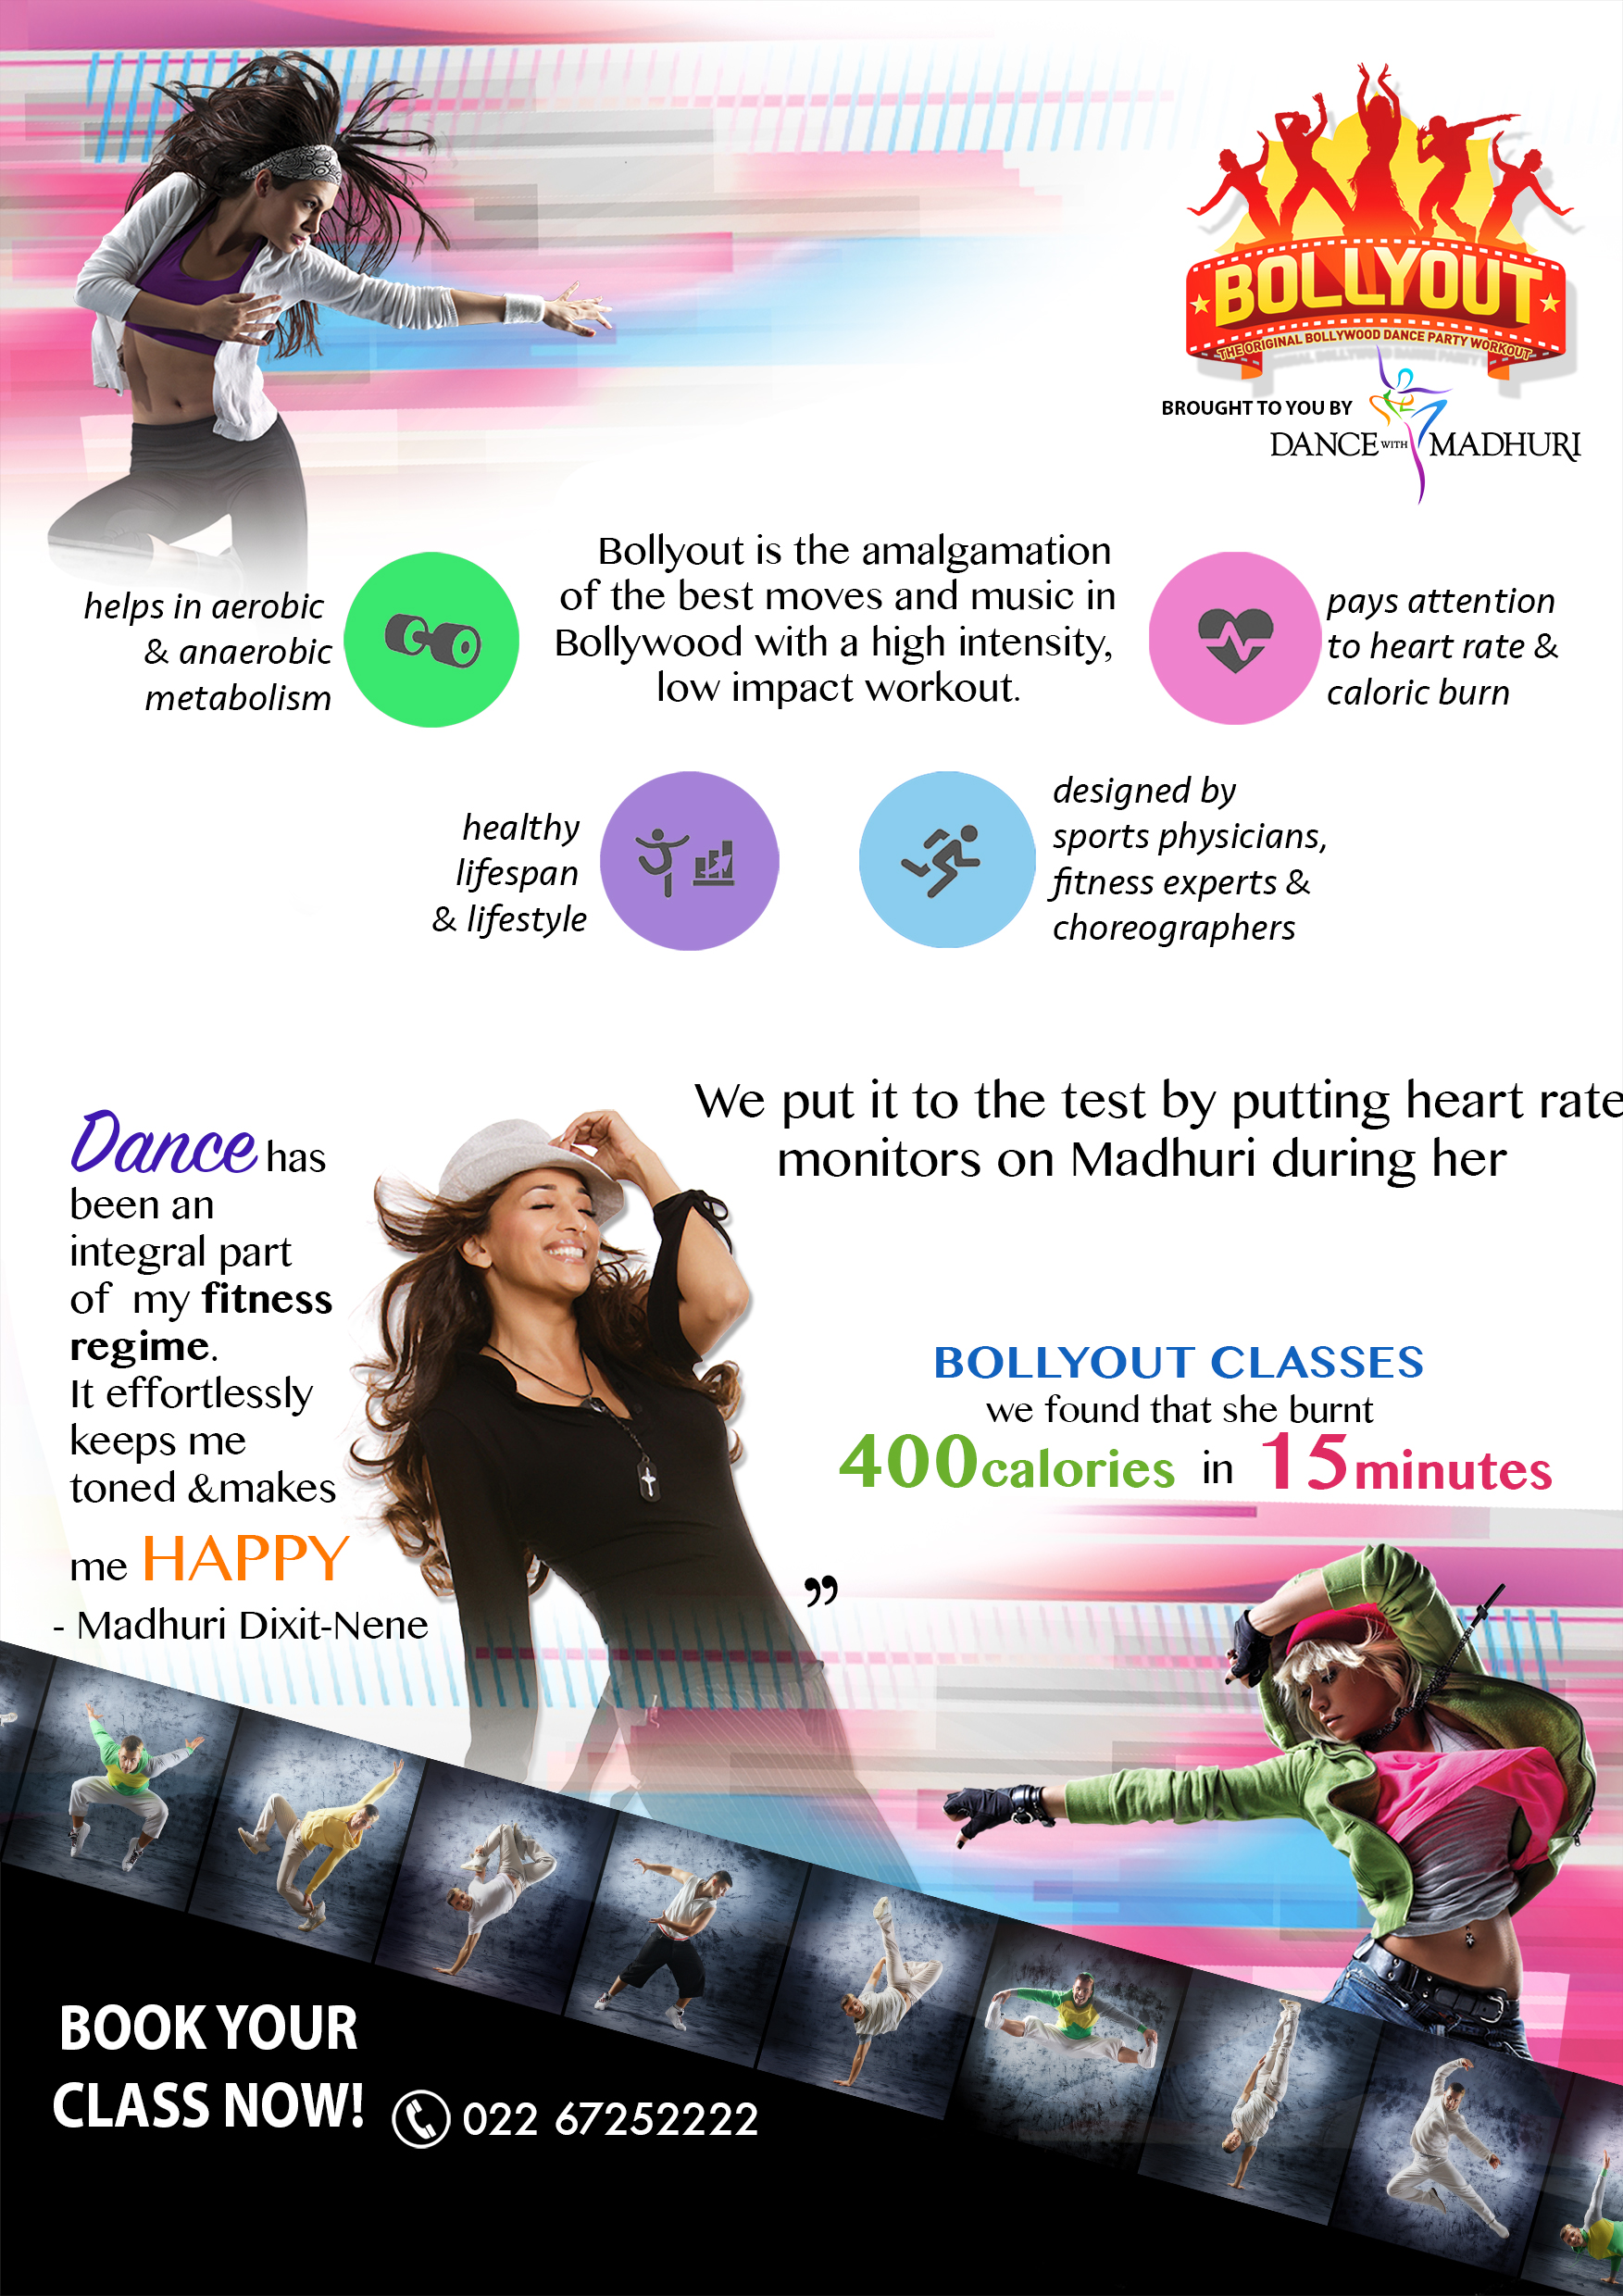 BOLLYOUT
THE ORIGINAL BOLLYWOOD DANCE PARTY WORKOUT
BROUGHT TO YOU BY
DANCE WITH MADHURI
helps in aerobic
& anaerobic
metabolism
Bollyout is the amalgamation
of the best moves and music in
Bollywood with a high intensity,
low impact workout.
pays attention
to heart rate &
caloric burn
healthy
lifespan
& lifestyle
designed by
sports physicians,
fitness experts &
choreographers
Dance has
been an
integral part
of my fitness
regime.
It effortlessly
keeps me
toned &makes
me HAPPY
- Madhuri Dixit-Nene
We put it to the test by putting heart rate
monitors on Madhuri during her
BOLLYOUT CLASSES
we found that she burnt
400calories in 15minutes
”
BOOK YOUR
CLASS NOW!
022 67252222